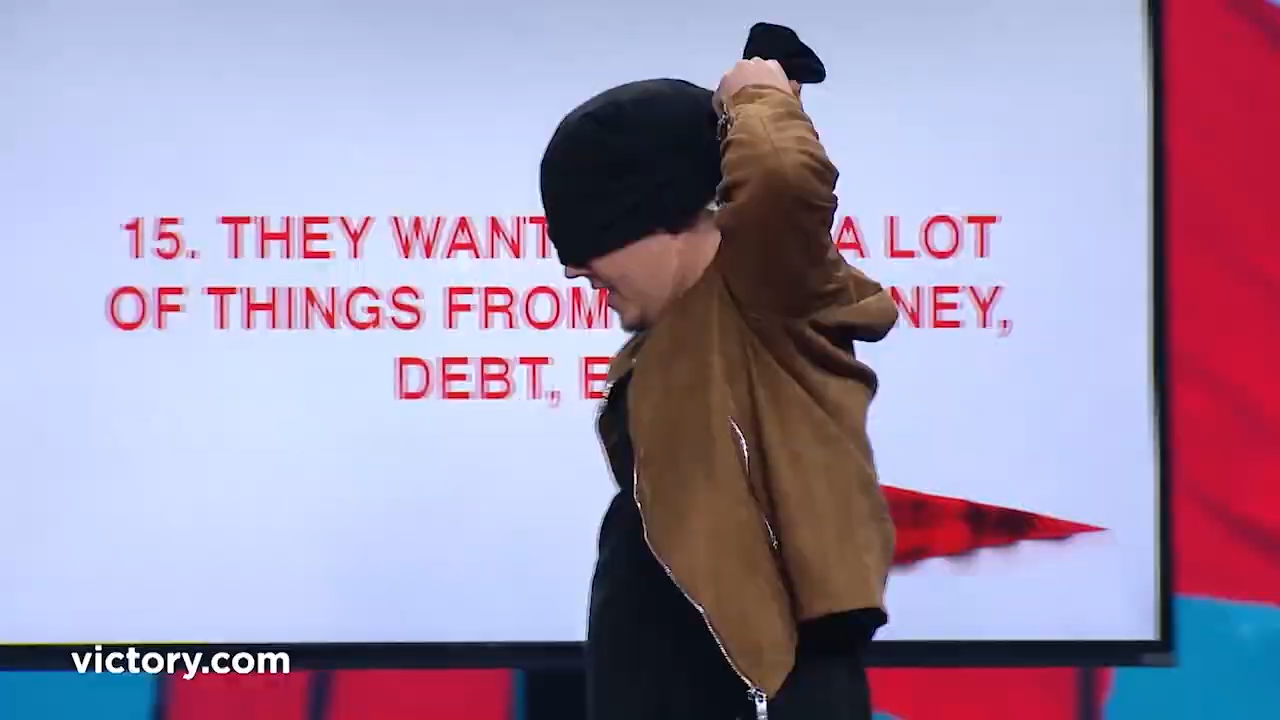 15. THEY WANT A LOT
OF THINGS FROM NEY,
DEBT, E
victory.com